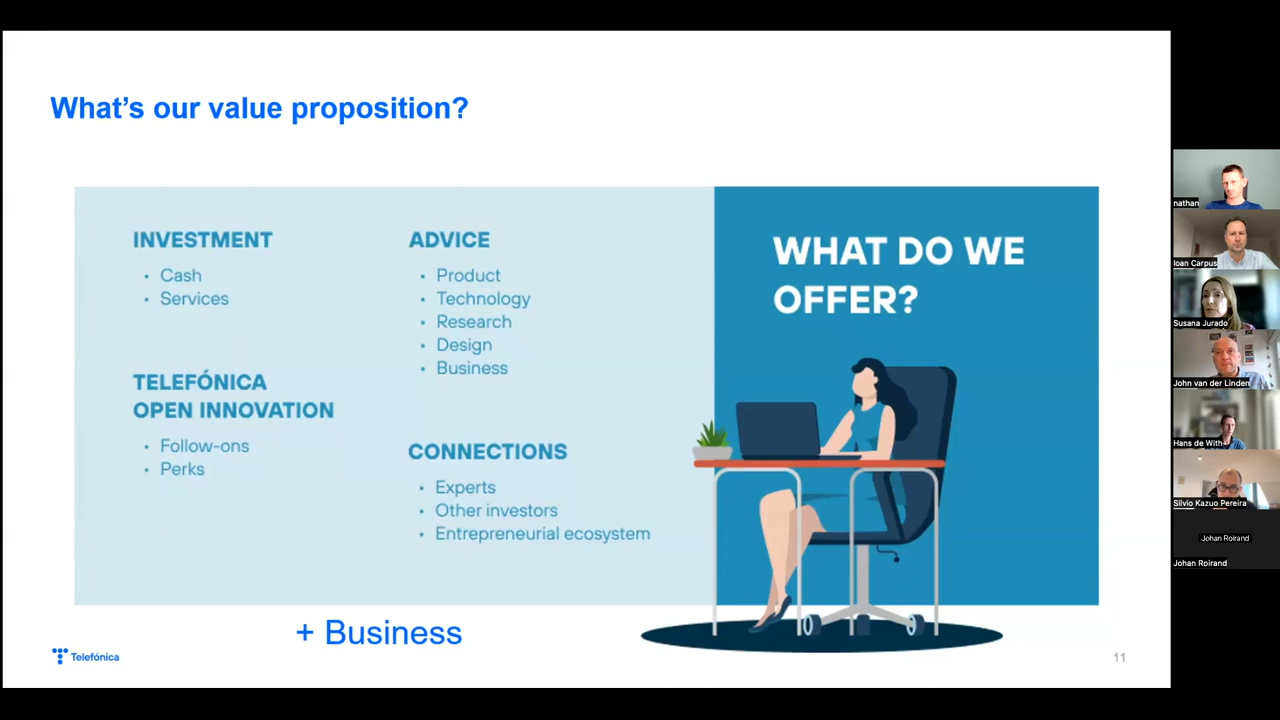 What's our value proposition?
INVESTMENT
• Cash
• Services
TELEFÓNICA
OPEN INNOVATION
• Follow-ons
• Perks
ADVICE
• Product
• Technology
• Research
• Design
• Business
CONNECTIONS
• Experts
• Other investors
• Entrepreneurial ecosystem
WHAT DO WE
OFFER?
+ Business
Telefónica
11
nathan
Ioan Carpus
Susana Jurado
John van der Linden
Hans de With
Silvio Kazuo Pereira
Johan Roirand
Johan Roirand